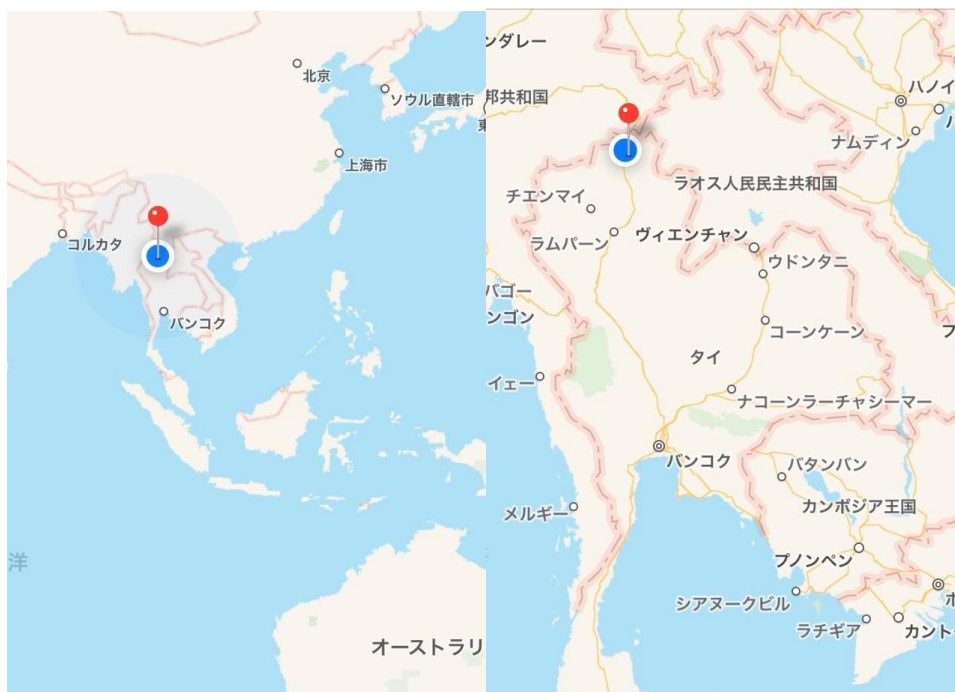 北京
ソウル直轄市
東
上海市
コルカタ
バンコク
洋
オーストラリ
ンダレー
邦共和国
ハノイ
ハ
ナムディン
ラオス人民民主共和国
チエンマイ
ラムパーン
ヴィエンチャン
ウドンタニ
バゴー
ンゴン
コーンケーン
フ
タイ
イェー
ナコーンラーチャシーマー
バンコク
バタンバン
カンボジア王国
メルギー
プノンペン
シアヌークビル
ホ
ラチギア
カント